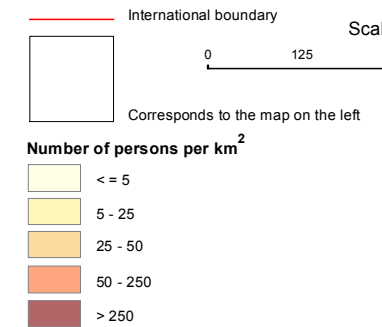 International boundary
Scal
0 125
Corresponds to the map on the left
Number of persons per km2
< = 5
5 - 25
25 - 50
50 - 250
> 250